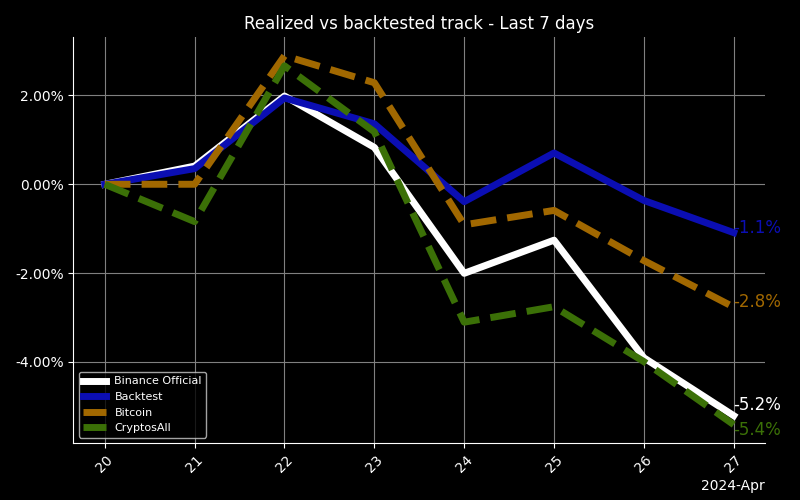 Realized vs backtested track - Last 7 days
2.00%
0.00%
-2.00%
-4.00%
-1.1%
-2.8%
-5.2%
-5.4%
Binance Official
Backtest
Bitcoin
CryptosAll
20
21
22
23
24
25
26
27
2024-Apr